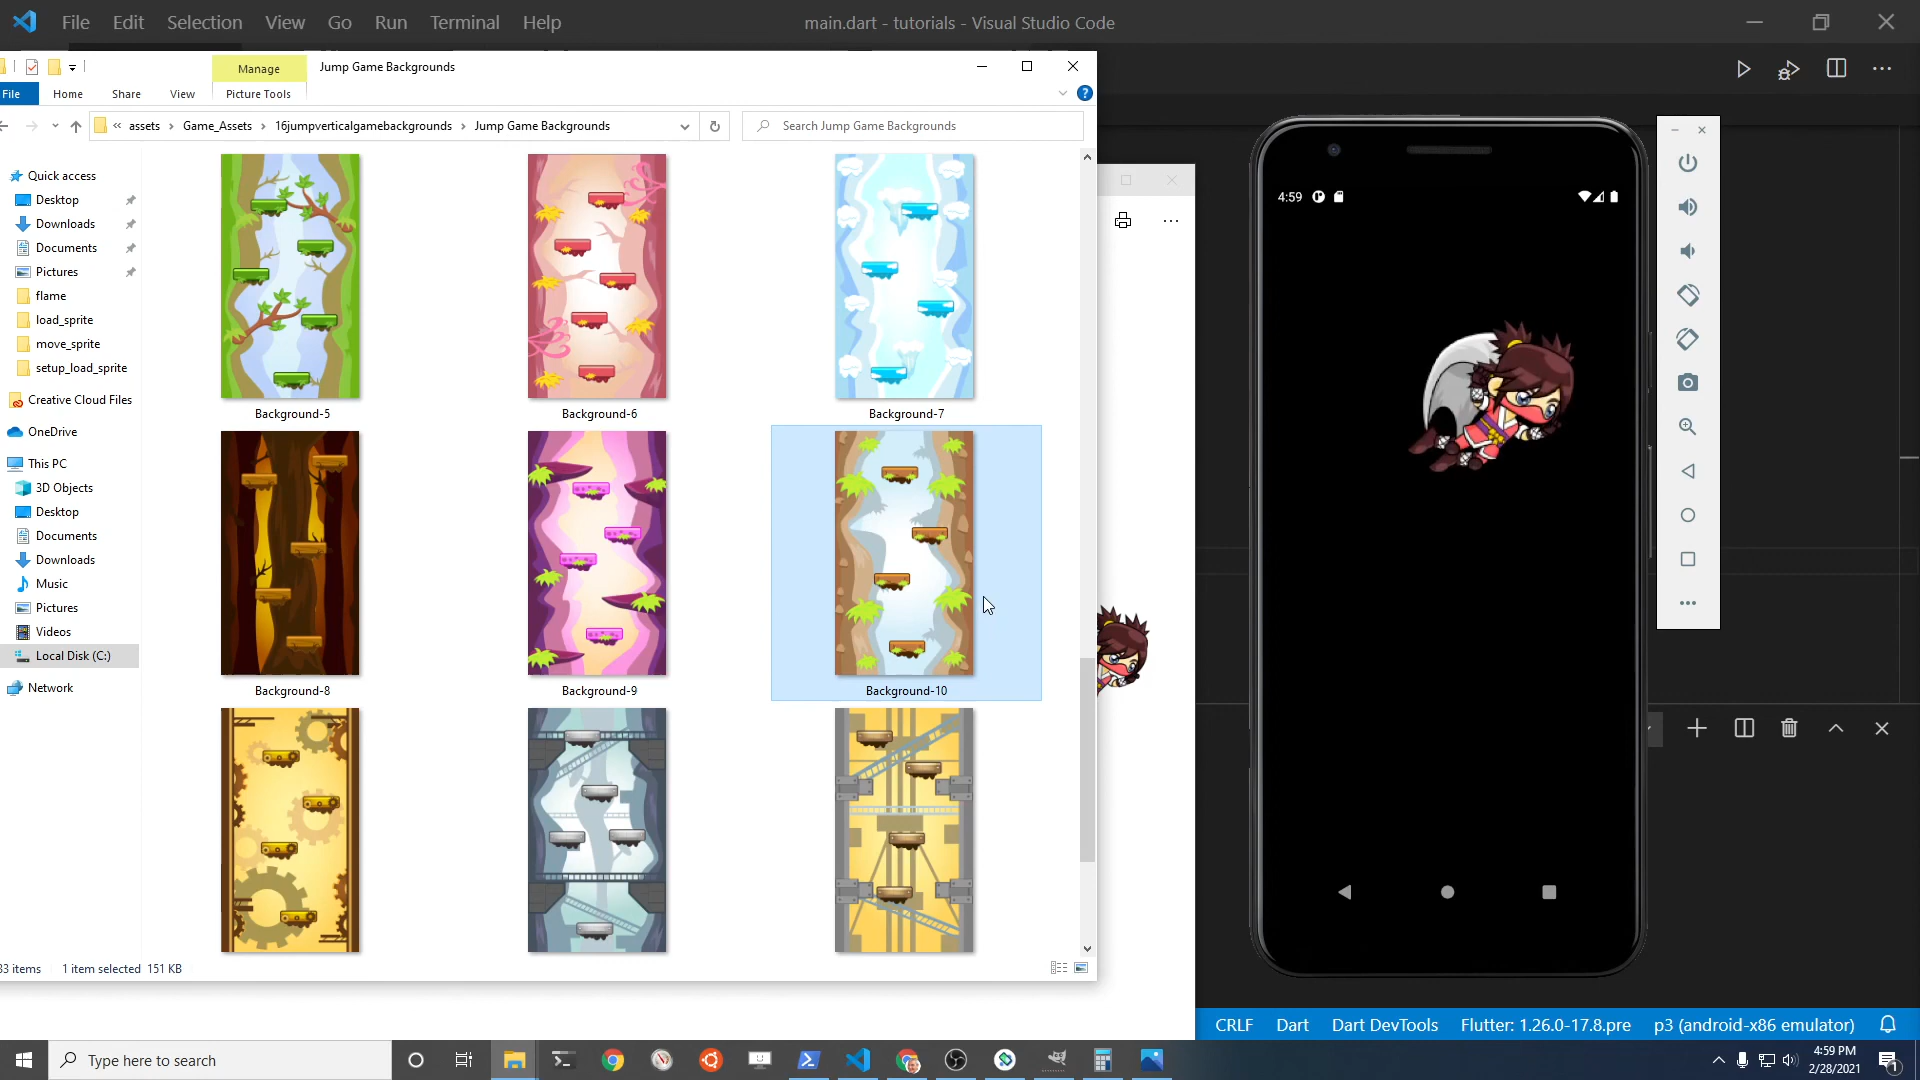 File Edit Selection View Go Run Terminal Help
main.dart - tutorials - Visual Studio Code
Manage
Jump Game Backgrounds
File Home Share View Picture Tools
« assets › Game_Assets › 16jumpverticalgamebackgrounds › Jump Game Backgrounds
Search Jump Game Backgrounds
Quick access
Desktop
Downloads
Documents
Pictures
flame
load_sprite
move_sprite
setup_load_sprite
Creative Cloud Files
OneDrive
This PC
3D Objects
Desktop
Documents
Downloads
Music
Pictures
Videos
Local Disk (C:)
Network
Background-5
Background-6
Background-7
Background-8
Background-9
Background-10
33 items 1 item selected 151 KB
4:59
CRLF Dart Dart DevTools Flutter: 1.26.0-17.8.pre p3 (android-x86 emulator)
Type here to search
4:59 PM
2/28/2021
1